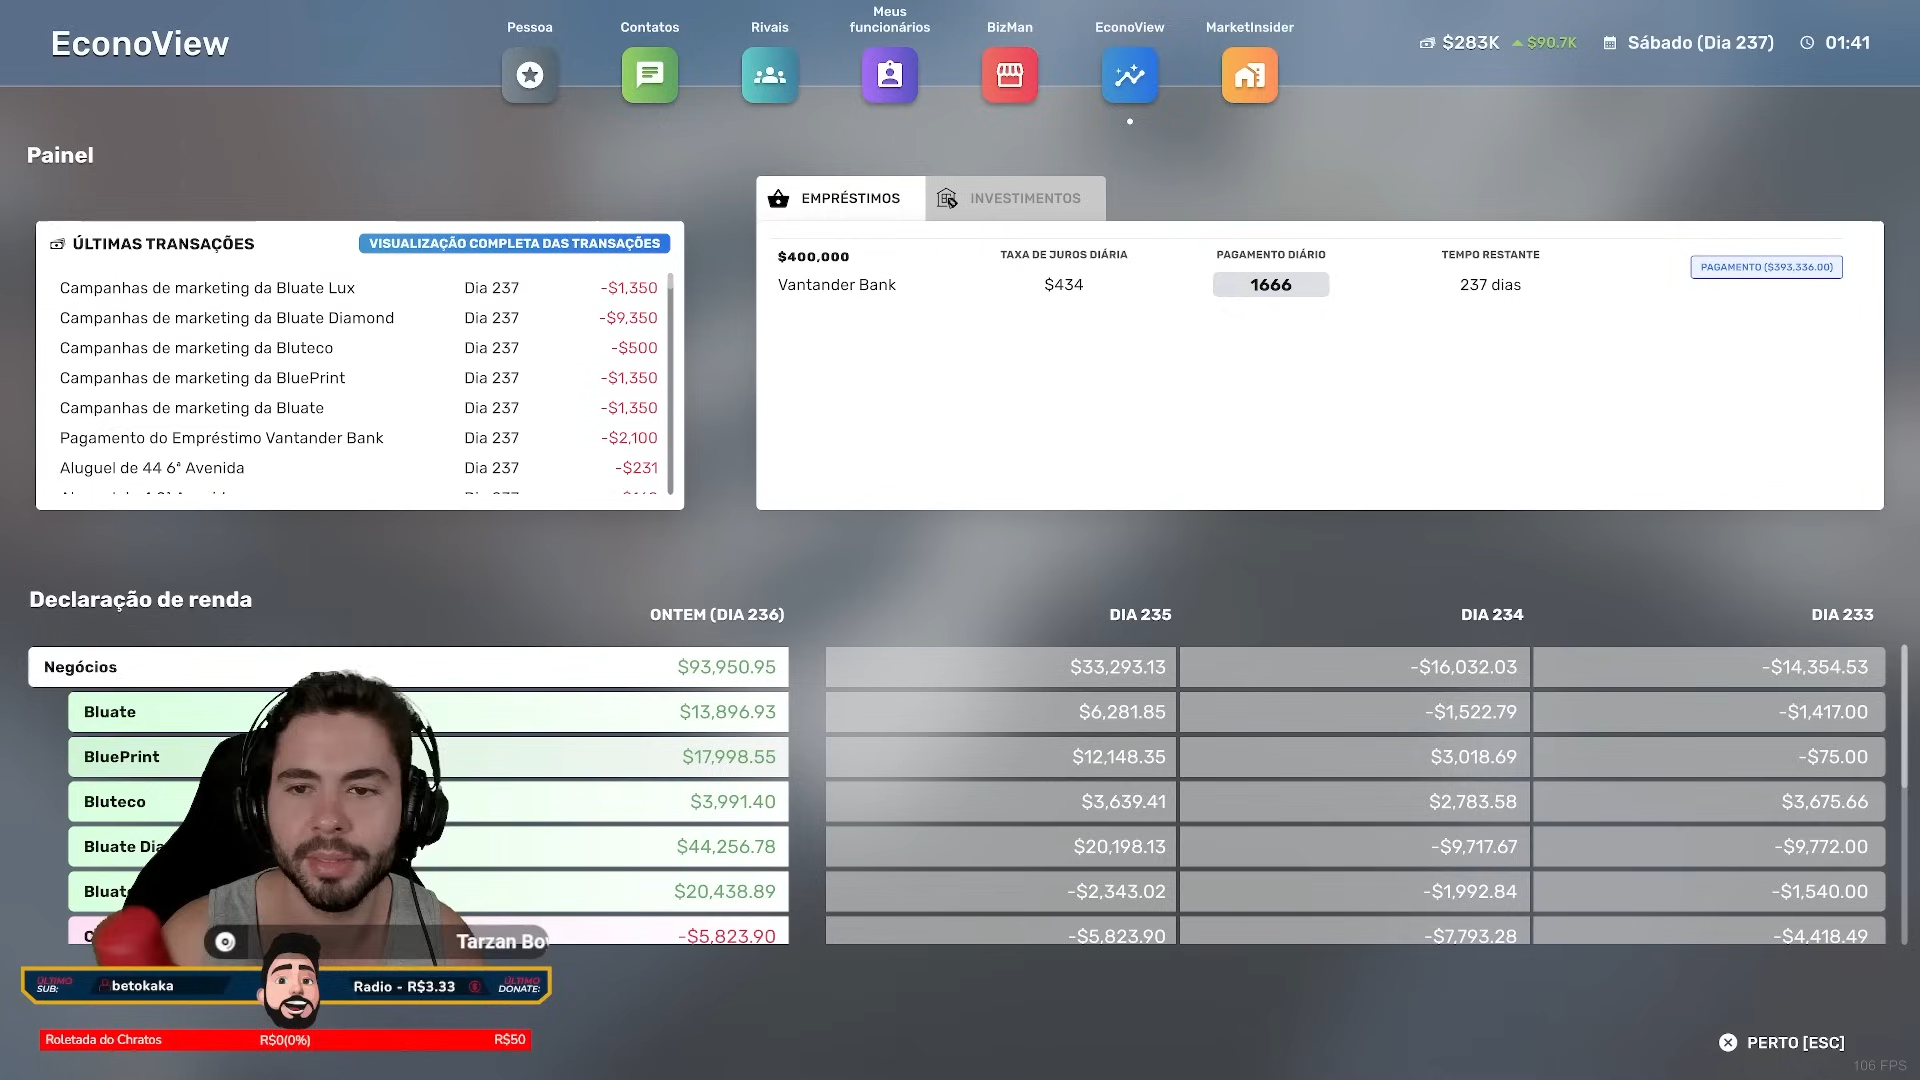 EconoView
Pessoa
Contatos
Rivais
Meus
funcionários
BizMan
EconoView
MarketInsider
$283K
$90.7K
Sábado (Dia 237)
01:41
Painel
ÚLTIMAS TRANSAÇÕES
VISUALIZAÇÃO COMPLETA DAS TRANSAÇÕES
Campanhas de marketing da Bluate Lux Dia 237 -$1,350
Campanhas de marketing da Bluate Diamond Dia 237 -$9,350
Campanhas de marketing da Bluteco Dia 237 -$500
Campanhas de marketing da BluePrint Dia 237 -$1,350
Campanhas de marketing da Bluate Dia 237 -$1,350
Pagamento do Empréstimo Vantander Bank Dia 237 -$2,100
Aluguel de 44 6ª Avenida Dia 237 -$231
EMPRÉSTIMOS
INVESTIMENTOS
$400,000 TAXA DE JUROS DIÁRIA PAGAMENTO DIÁRIO TEMPO RESTANTE
PAGAMENTO ($393,336.00)
Vantander Bank $434 1666 237 dias
Declaração de renda
ONTEM (DIA 236) DIA 235 DIA 234 DIA 233
Negócios $93,950.95 $33,293.13 -$16,032.03 -$14,354.53
Bluate $13,896.93 $6,281.85 -$1,522.79 -$1,417.00
BluePrint $17,998.55 $12,148.35 $3,018.69 -$75.00
Bluteco $3,991.40 $3,639.41 $2,783.58 $3,675.66
Bluate Dia $44,256.78 $20,198.13 -$9,717.67 -$9,772.00
Bluate $20,438.89 -$2,343.02 -$1,992.84 -$1,540.00
-$5,823.90 -$5,823.90 -$7,793.28 -$4,418.49
Tarzan Bo
ÚLTIMO
SUB:
betokaka
Radio - R$3.33
ÚLTIMO
DONATE:
Roletada do Chratos R$0(0%) R$50
PERTO [ESC]
106 FPS